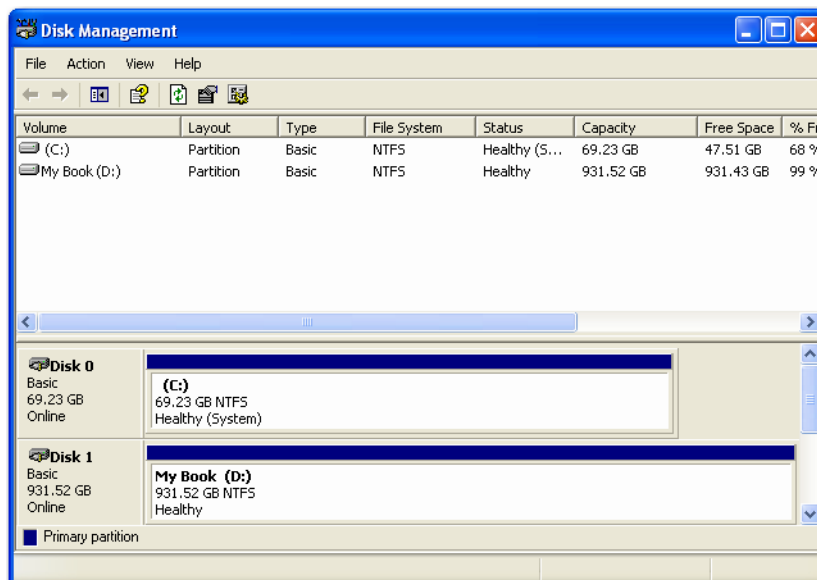 Disk Management
File Action View Help
Volume Layout Type File System Status Capacity Free Space % Fr
(C:) Partition Basic NTFS Healthy (S... 69.23 GB 47.51 GB 68 %
My Book (D:) Partition Basic NTFS Healthy 931.52 GB 931.43 GB 99 %
Disk 0
Basic
69.23 GB
Online
(C:)
69.23 GB NTFS
Healthy (System)
Disk 1
Basic
931.52 GB
Online
My Book (D:)
931.52 GB NTFS
Healthy
Primary partition